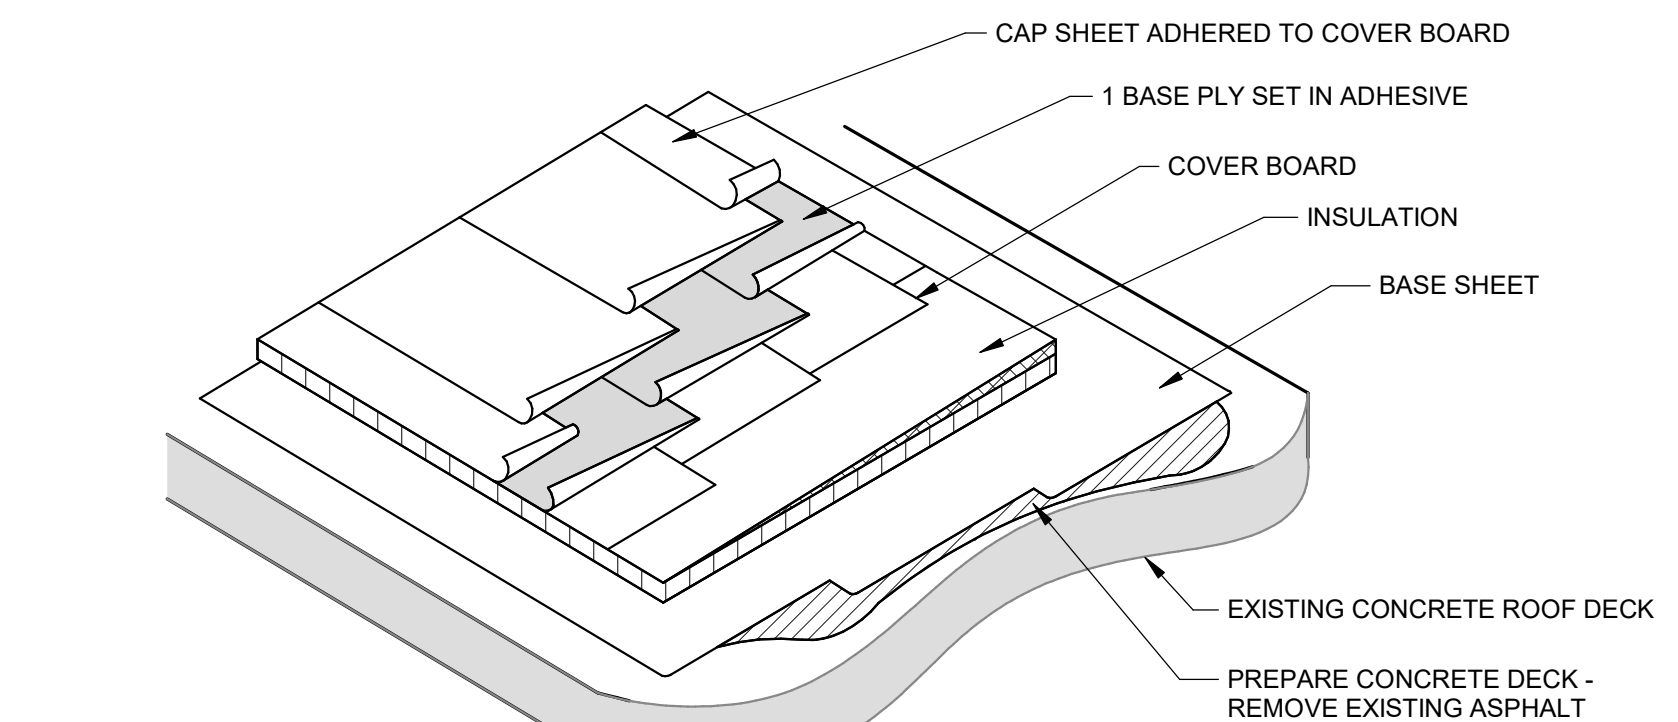 CAP SHEET ADHERED TO COVER BOARD
1 BASE PLY SET IN ADHESIVE
COVER BOARD
INSULATION
BASE SHEET
EXISTING CONCRETE ROOF DECK
PREPARE CONCRETE DECK -
REMOVE EXISTING ASPHALT